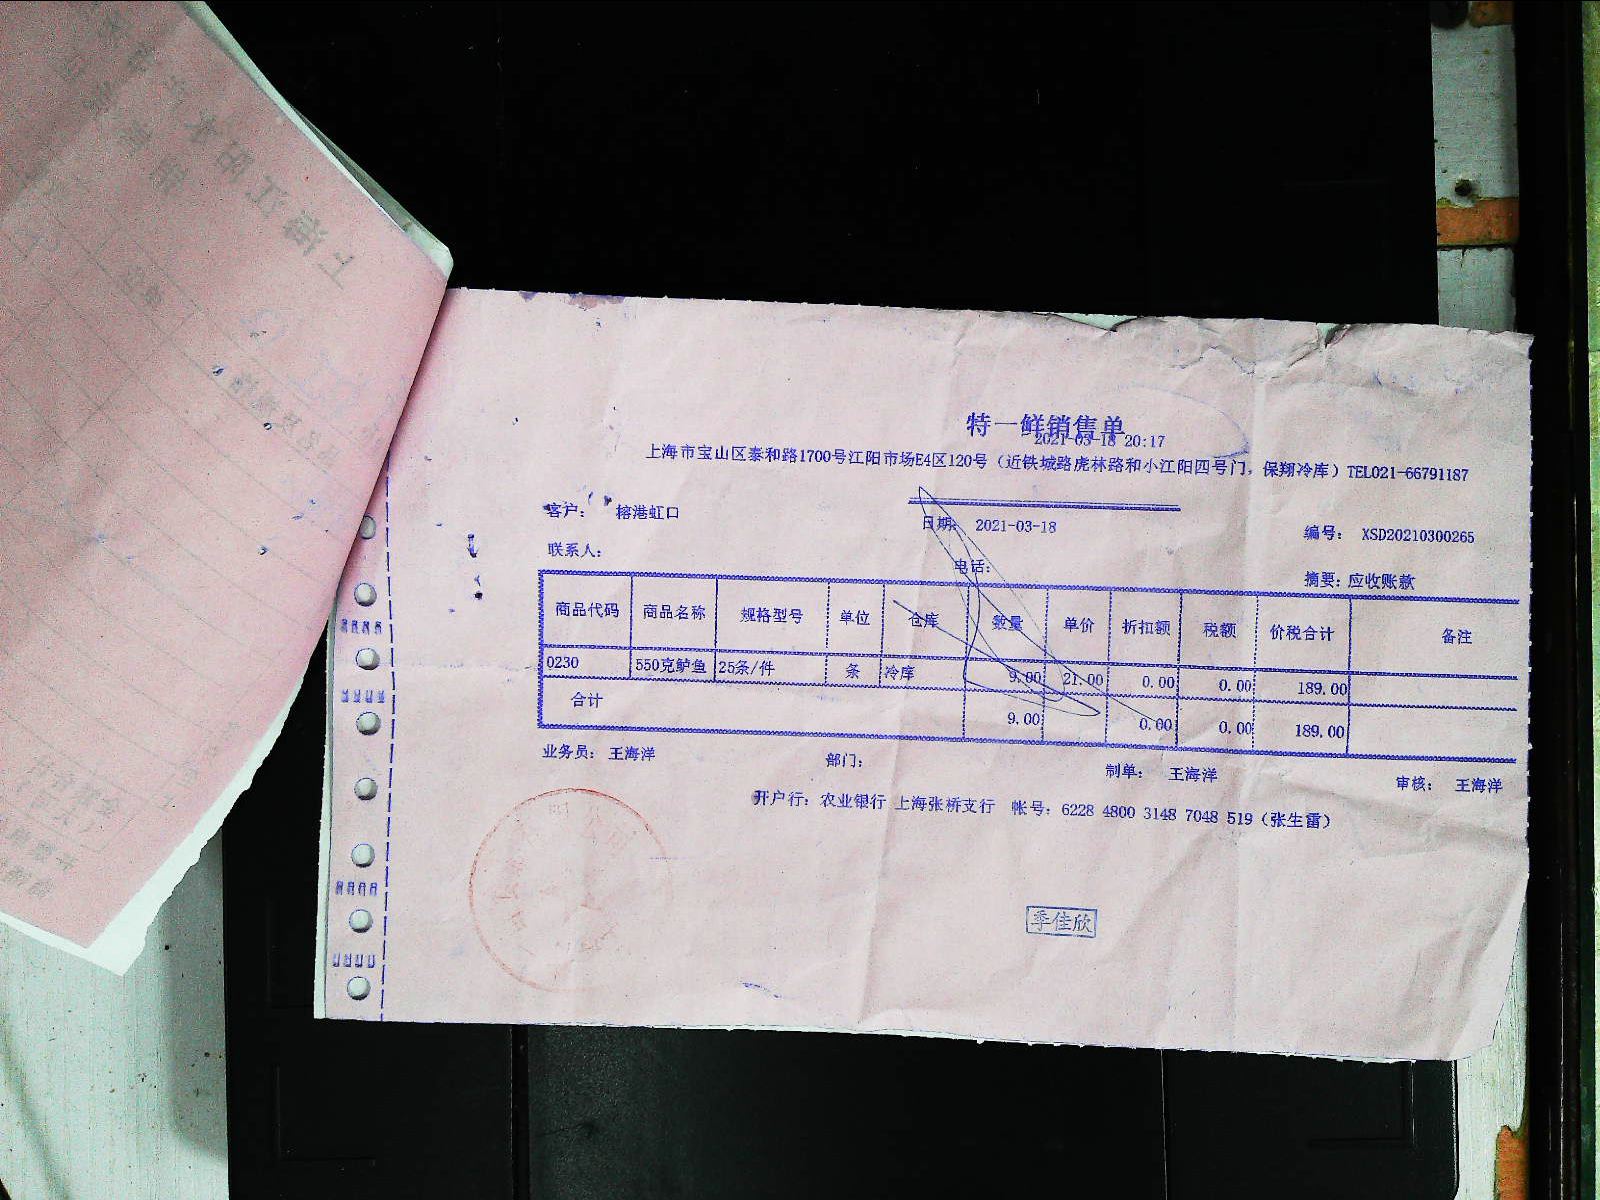 特一鲜销售单
2021-03-18 20:17
上海市宝山区泰和路1700号江阳市场E4区120号（近铁城路虎林路和小江阳四号门，保翔冷库）TEL021-66791187
客户： 榕港虹口 日期： 2021-03-18 编号： XSD20210300265
联系人： 电话： 摘要：应收账款
商品代码 商品名称 规格型号 单位 仓库 数量 单价 折扣额 税额 价税合计 备注
0230 550克鲈鱼 25条/件 条 冷库 9.00 21.00 0.00 0.00 189.00
合计 9.00 0.00 0.00 189.00
业务员： 王海洋 部门： 制单： 王海洋 审核： 王海洋
开户行：农业银行 上海张桥支行 帐号：6228 4800 3148 7048 519（张生雷）
季佳欣
上海江阳水